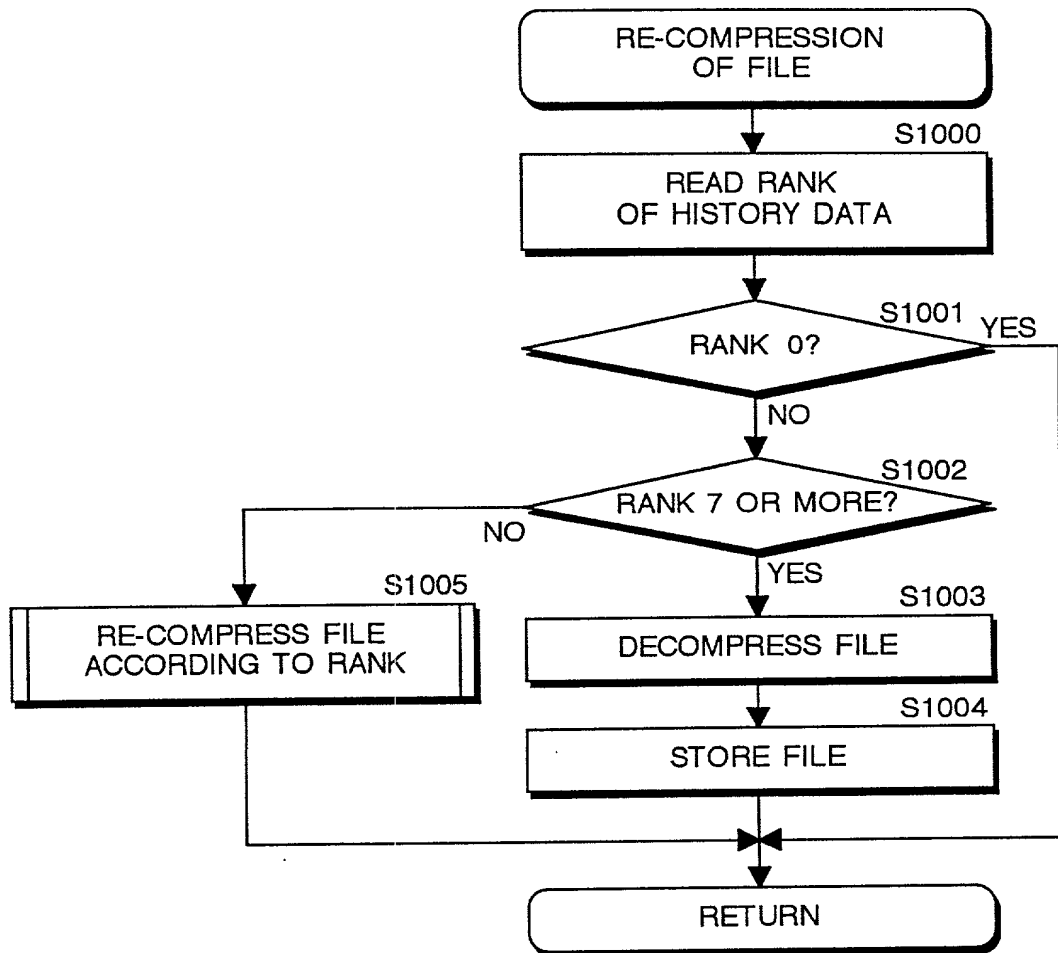 RE-COMPRESSION
OF FILE
S1000
READ RANK
OF HISTORY DATA
S1001
YES
RANK 0?
NO
S1002
RANK 7 OR MORE?
NO
YES
S1005
RE-COMPRESS FILE
ACCORDING TO RANK
S1003
DECOMPRESS FILE
S1004
STORE FILE
RETURN